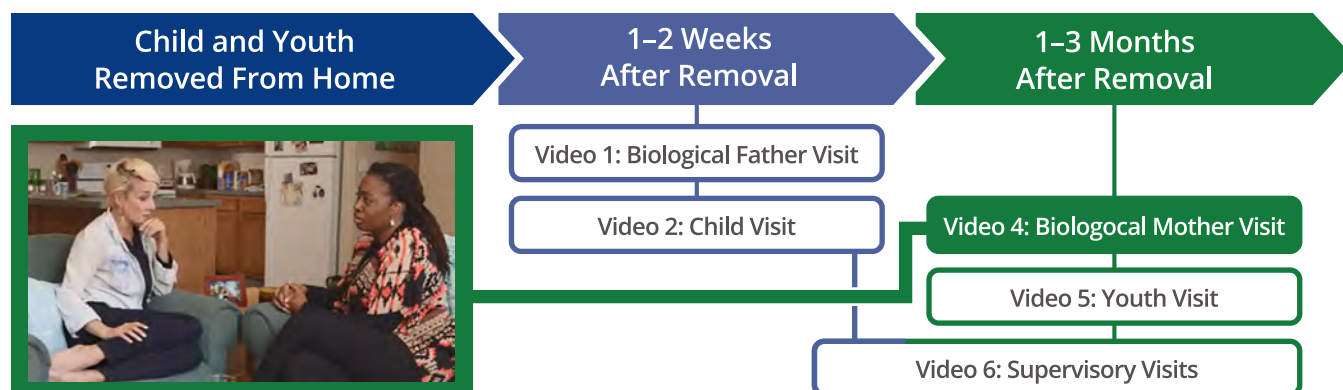 Child and Youth
Removed From Home
1–2 Weeks
After Removal
1–3 Months
After Removal
Video 1: Biological Father Visit
Video 2: Child Visit
Video 4: Biologocal Mother Visit
Video 5: Youth Visit
Video 6: Supervisory Visits